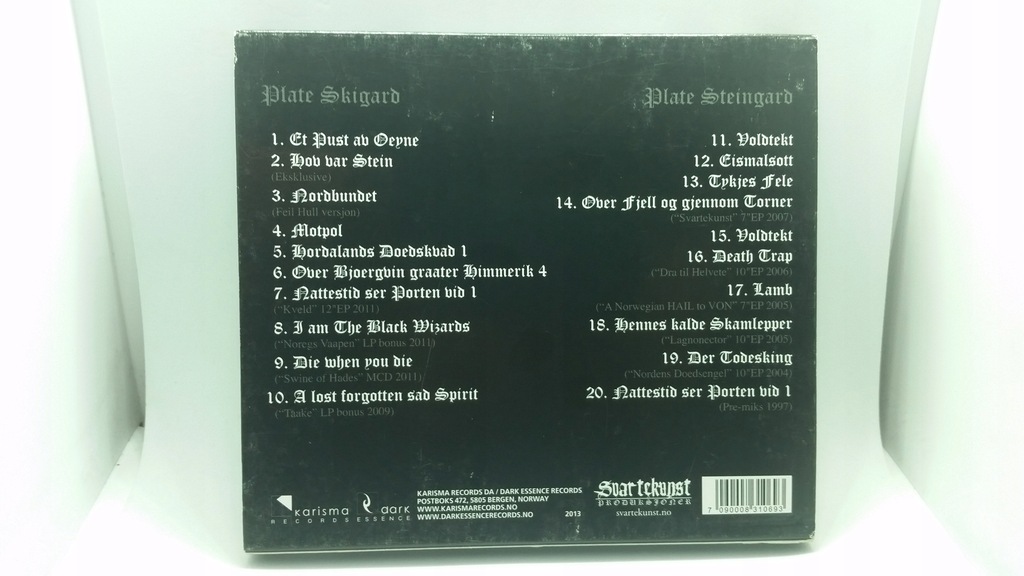 Plate Skigard
1. Et Pust av Oeyne
2. Hov var Stein
(Eksklusive)
3. Nordbundet
(Feil Hull versjon)
4. Motpol
5. Hordalands Doedskvad 1
6. Over Bjoergvin graater Himmerik 4
7. Nattestid ser Porten vid 1
("Kveld" 12"EP 2011)
8. I am The Black Wizards
("Noregs Vaapen" LP bonus 2011)
9. Die when you die
("Swine of Hades" MCD 2011)
10. A lost forgotten sad Spirit
("Taake" LP bonus 2009)
Plate Steingard
11. Voldtekt
12. Eismalsott
13. Tykjes Fele
14. Over Fjell og gjennom Torner
("Svartekunst" 7"EP 2007)
15. Voldtekt
16. Death Trap
("Dra til Helvete" 10"EP 2006)
17. Lamb
("A Norwegian HAIL to VON" 7"EP 2005)
18. Hennes kalde Skamlepper
("Lagnonector" 10"EP 2005)
19. Der Todesking
("Nordens Doedsengel" 10"EP 2004)
20. Nattestid ser Porten vid 1
(Pre-miks 1997)
karisma
RECORDS
dark
ESSENCE
KARISMA RECORDS DA / DARK ESSENCE RECORDS
POSTBOKS 472, 5805 BERGEN, NORWAY
WWW.KARISMARECORDS.NO
WWW.DARKESSENCERECORDS.NO
2013
Svartekunst
PRODUKSJONER
svartekunst.no
7 090008 310693